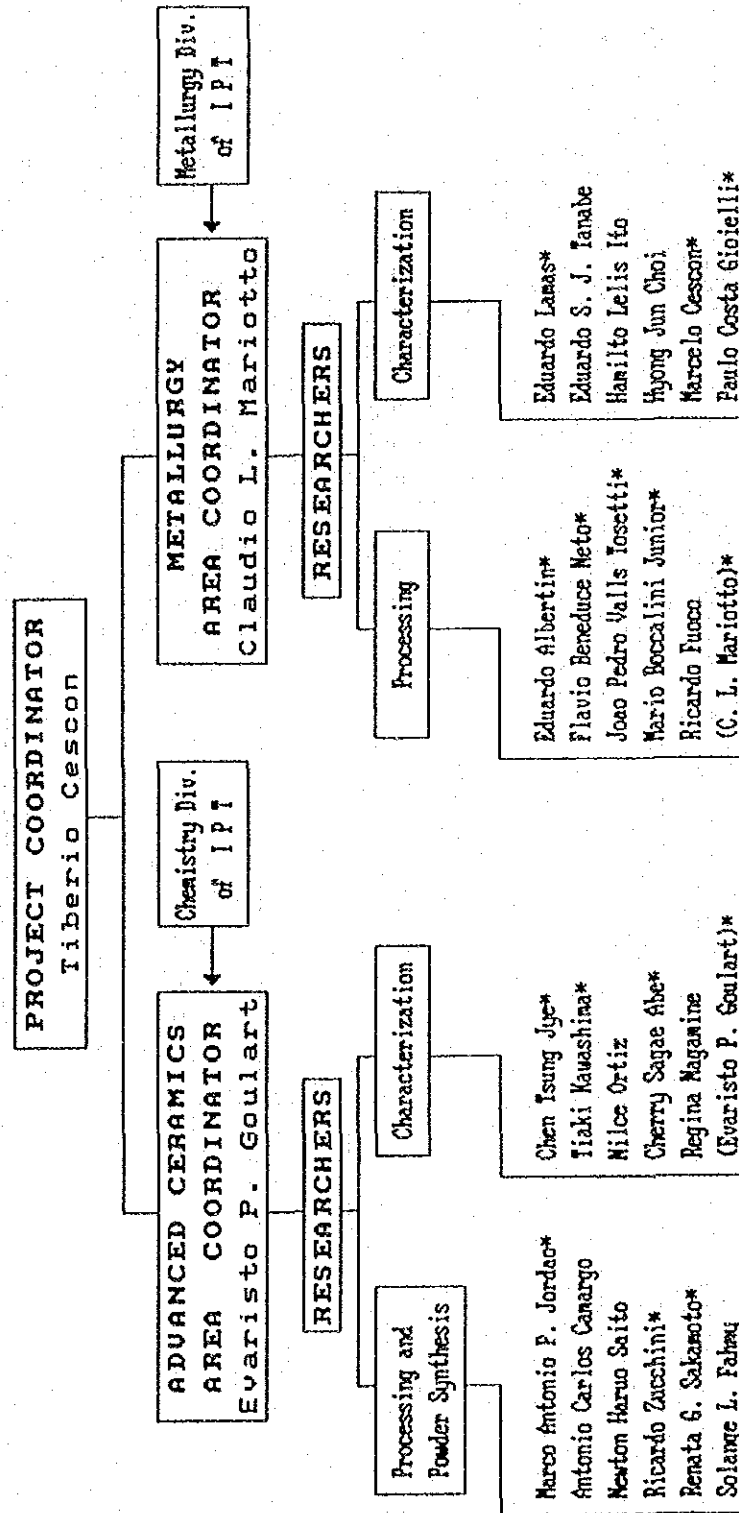 PROJECT COORDINATOR
Tiberio Cescon
ADVANCED CERAMICS
AREA COORDINATOR
Evaristo P. Goulart
Chemistry Div.
of I P T
METALLURGY
AREA COORDINATOR
Claudio L. Mariotto
Metallurgy Div.
of I P T
RESEARCHERS
RESEARCHERS
Processing and
Powder Synthesis
Characterization
Processing
Characterization
Marco Antonio P. Jordao*
Antonio Carlos Camargo
Newton Haruo Saito
Ricardo Zucchini*
Renata G. Sakamoto*
Solange L. Fahmy
Chen Tsung Jye*
Tiaki Kawashima*
Nilce Ortiz
Cherry Sagae Abe*
Regina Nagamine
(Evaristo P. Goulart)*
Eduardo Albertin*
Flavio Beneduce Neto*
Joao Pedro Valls Tosetti*
Mario Boccalini Junior*
Ricardo Fuoco
(C. L. Mariotto)*
Eduardo Lamas*
Eduardo S. J. Tanabe
Hamilto Lelis Ito
Hyong Jun Choi
Marcelo Cescon*
Paulo Costa Gioielli*